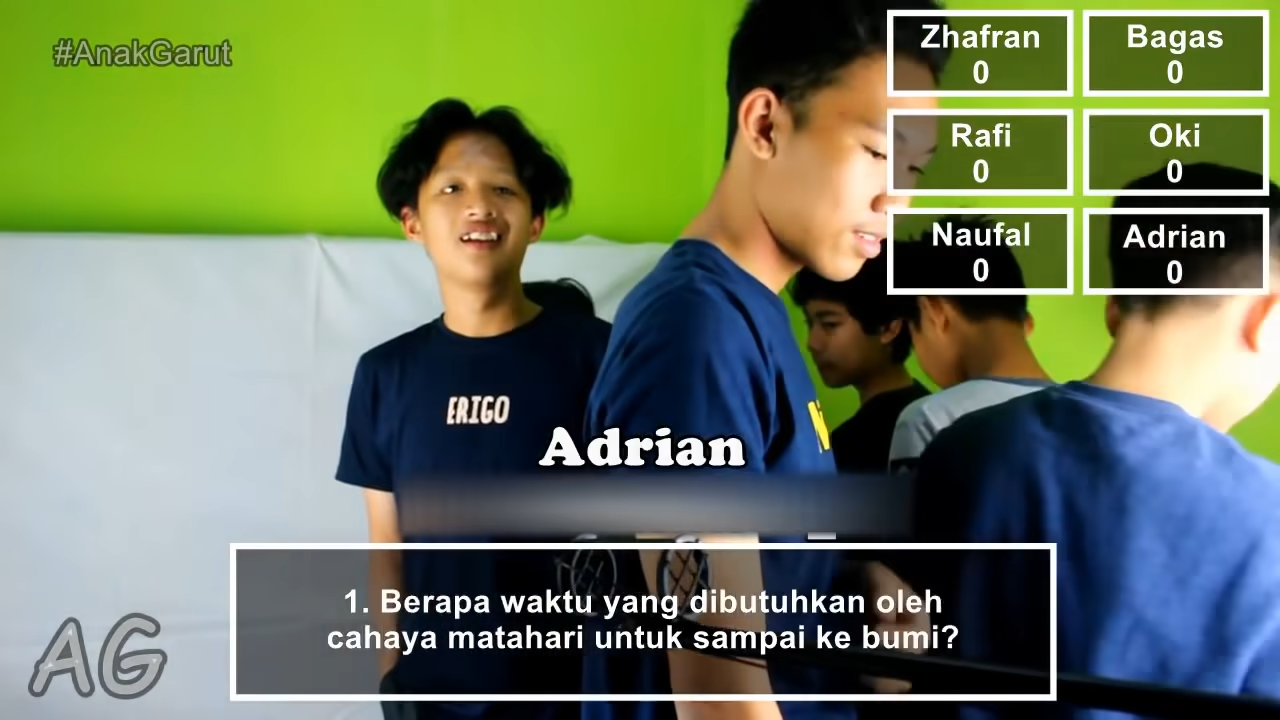 #AnakGarut
Zhafran
0
Bagas
0
Rafi
0
Oki
0
Naufal
0
Adrian
0
ERIGO
Adrian
1. Berapa waktu yang dibutuhkan oleh
cahaya matahari untuk sampai ke bumi?
AG